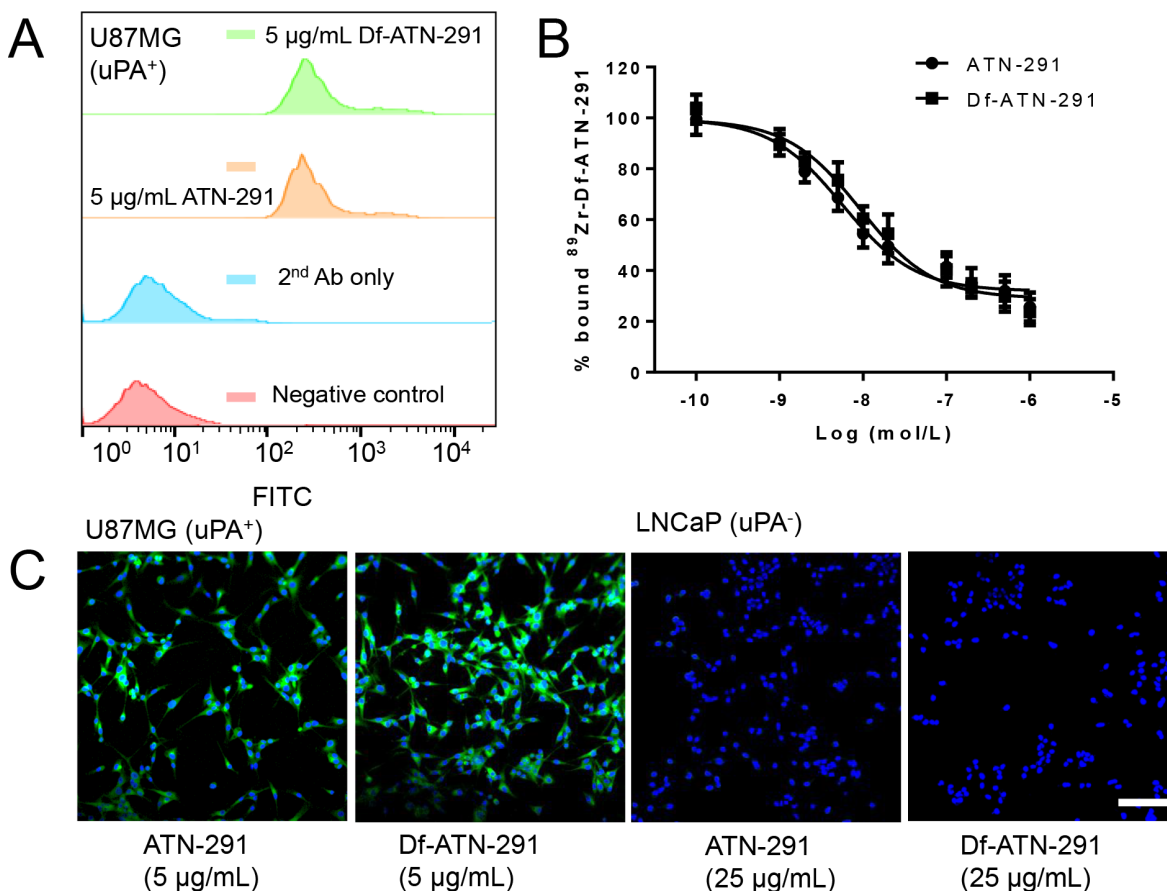 A
U87MG
(uPA⁺)
5 µg/mL Df-ATN-291
5 µg/mL ATN-291
2ⁿᵈ Ab only
Negative control
10⁰ 10¹ 10² 10³ 10⁴
FITC
B
ATN-291
Df-ATN-291
% bound ⁸⁹Zr-Df-ATN-291
120
100
80
60
40
20
0
-10 -9 -8 -7 -6 -5
Log (mol/L)
C
U87MG (uPA⁺)
LNCaP (uPA⁻)
ATN-291
(5 µg/mL)
Df-ATN-291
(5 µg/mL)
ATN-291
(25 µg/mL)
Df-ATN-291
(25 µg/mL)